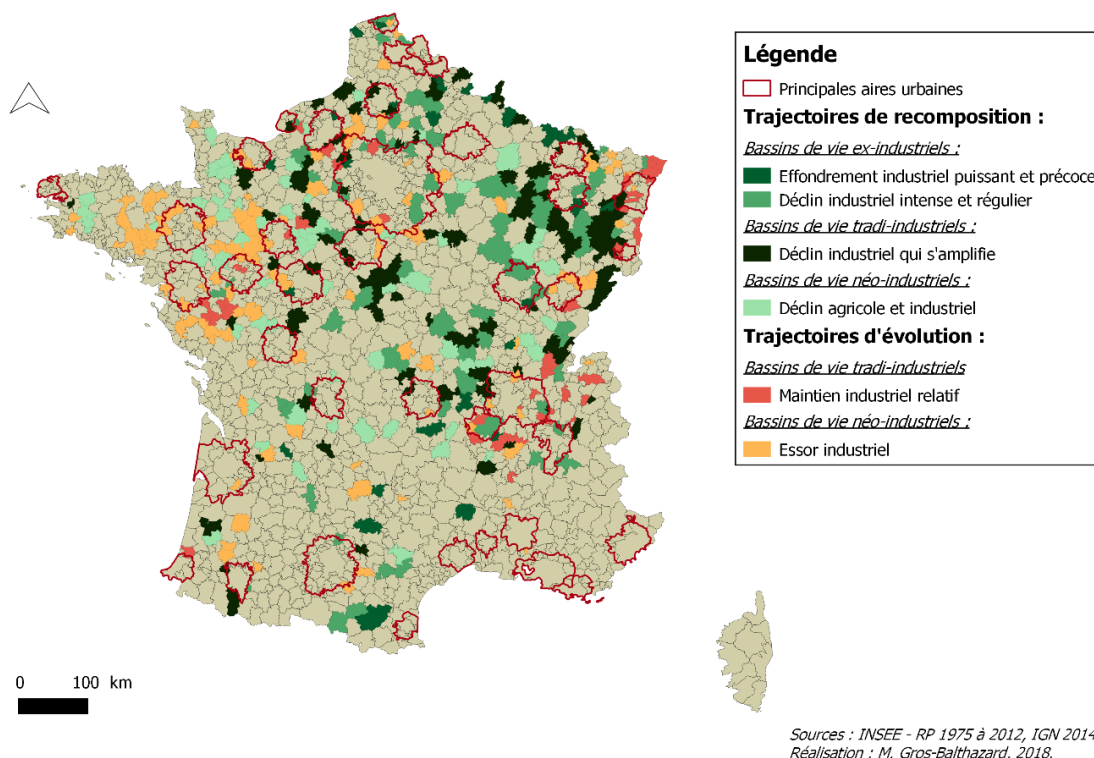 Légende
Principales aires urbaines
Trajectoires de recomposition :
Bassins de vie ex-industriels :
Effondrement industriel puissant et précoce
Déclin industriel intense et régulier
Bassins de vie tradi-industriels :
Déclin industriel qui s'amplifie
Bassins de vie néo-industriels :
Déclin agricole et industriel
Trajectoires d'évolution :
Bassins de vie tradi-industriels
Maintien industriel relatif
Bassins de vie néo-industriels :
Essor industriel
0 100 km
Sources : INSEE - RP 1975 à 2012, IGN 2014
Réalisation : M. Gros-Balthazard, 2018.